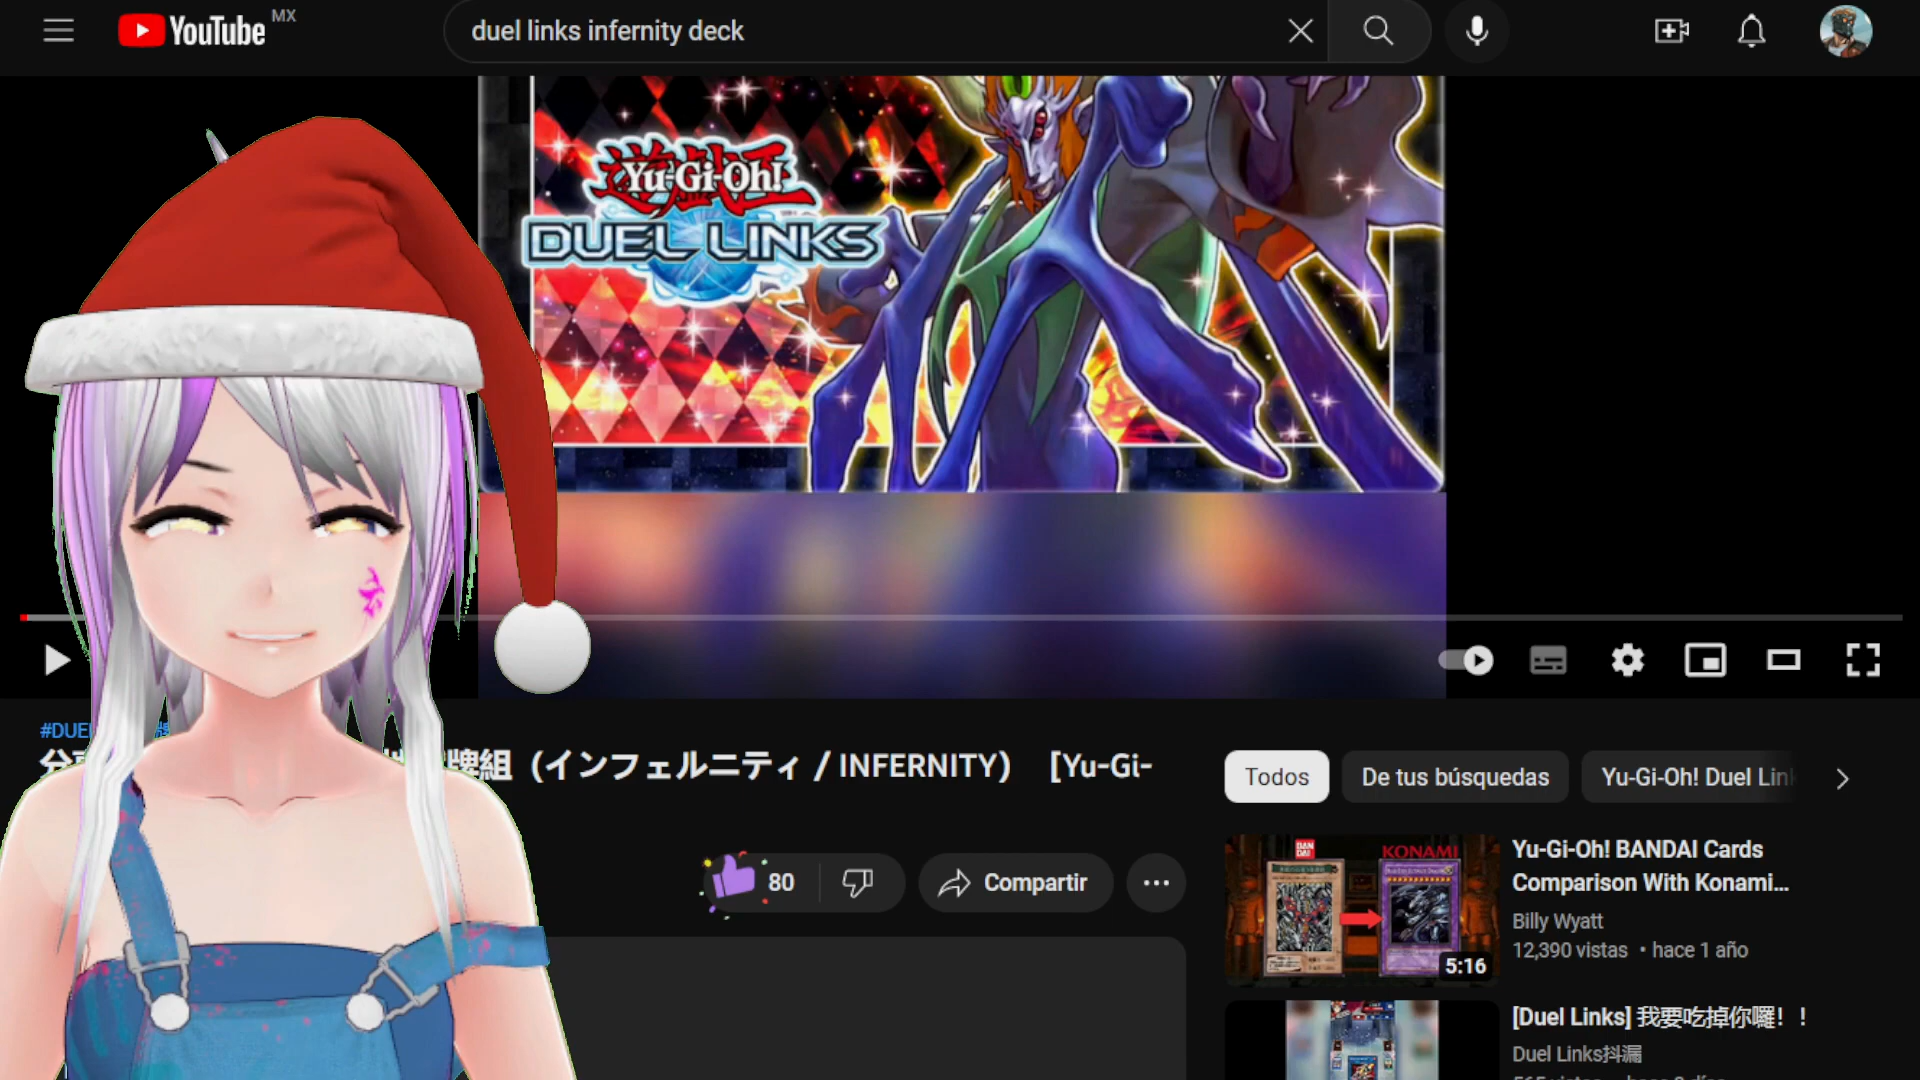 YouTube MX
duel links infernity deck
Yu-Gi-Oh!
DUEL LINKS
#DUEL
牌組（インフェルニティ / INFERNITY） [Yu-Gi-
Todos
De tus búsquedas
Yu-Gi-Oh! Duel Lin
80
Compartir
BAN
DAI
KONAMI
5:16
Yu-Gi-Oh! BANDAI Cards
Comparison With Konami...
Billy Wyatt
12,390 vistas • hace 1 año
[Duel Links] 我要吃掉你囉！！
Duel Links抖漏